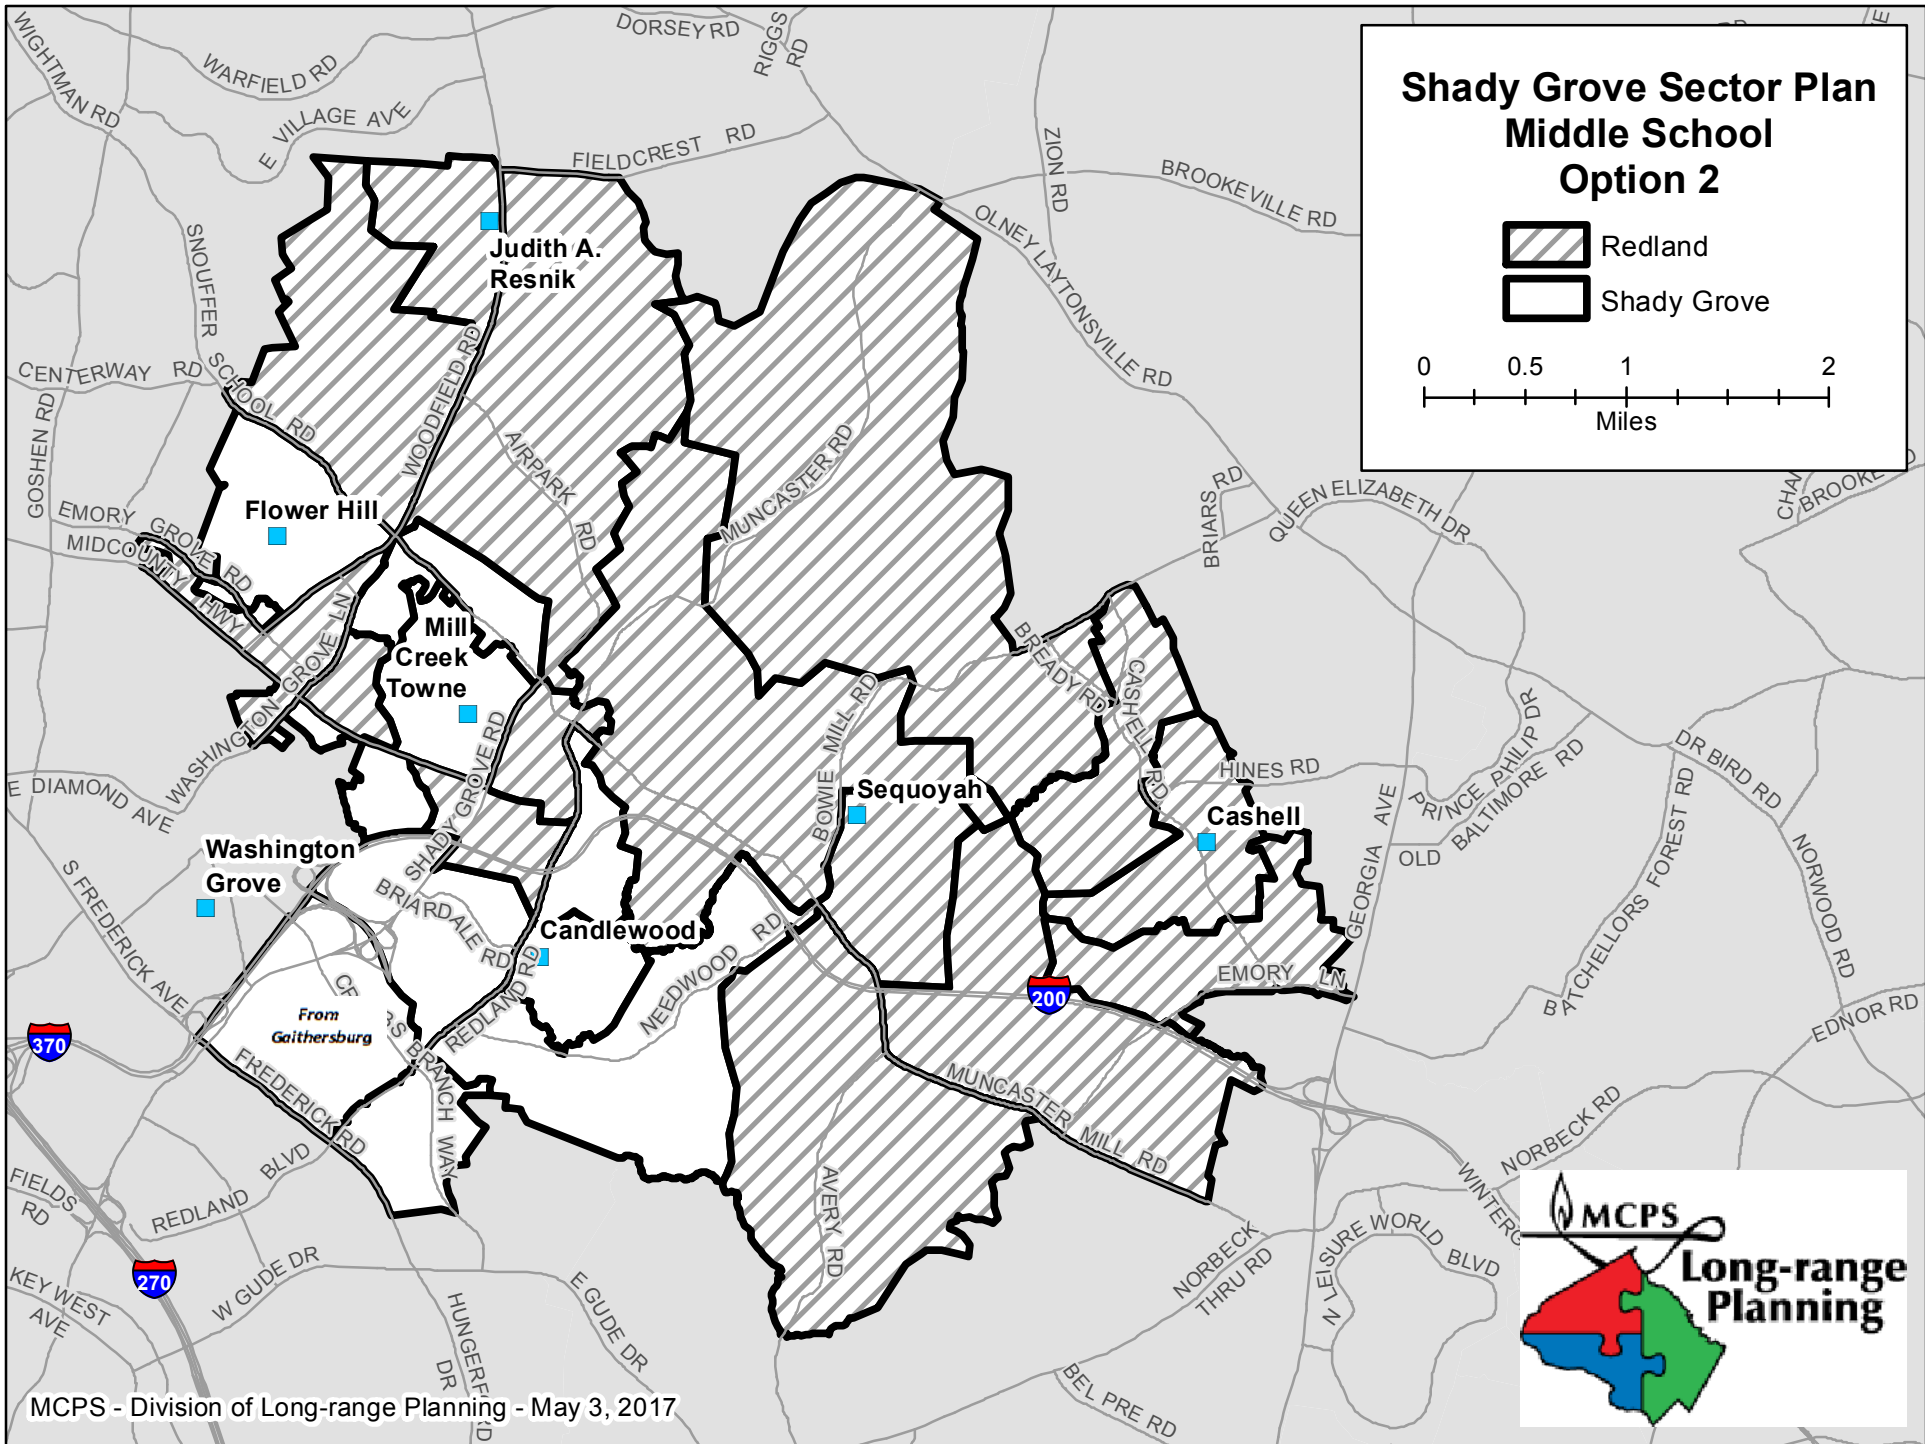 Shady Grove Sector Plan
Middle School
Option 2
Redland
Shady Grove
0 0.5 1 2
Miles
WIGHTMAN RD
WARFIELD RD
DORSEY RD
RIGGS
RD
E VILLAGE AVE
FIELDCREST RD
ZION RD
BROOKEVILLE RD
OLNEY LAYTONSVILLE RD
SNOUFFER SCHOOL RD
Judith A.
Resnik
CENTERWAY RD
GOSHEN RD
WOODFIELD RD
AIRPARK RD
MUNCASTER RD
BRIARS RD
QUEEN ELIZABETH DR
BROOKE
CHA
EMORY GROVE RD
MIDCOUNTY HWY
Flower Hill
WASHINGTON GROVE LN
Mill
Creek
Towne
BREADY RD
CASHELL RD
SHADY GROVE RD
BOWIE MILL RD
Sequoyah
HINES RD
Cashell
PRINCE PHILIP DR
OLD BALTIMORE RD
DR BIRD RD
GEORGIA AVE
BATCHELLORS FOREST RD
NORWOOD RD
E DIAMOND AVE
WASHINGTON
Washington
Grove
SHADY GROVE RD
S FREDERICK AVE
BRIARDALE RD
Candlewood
REDLAND RD
NEEDWOOD RD
EMORY LN
200
EDNOR RD
From
Gaithersburg
370
CRABBS BRANCH WAY
FREDERICK RD
MUNCASTER MILL RD
NORBECK RD
FIELDS
RD
REDLAND BLVD
AVERY RD
NORBECK
THRU RD
N LEISURE WORLD BLVD
270
KEY WEST
AVE
W GUDE DR
E GUDE DR
HUNGERFORD
DR
BEL PRE RD
MCPS
Long-range
Planning
MCPS - Division of Long-range Planning - May 3, 2017